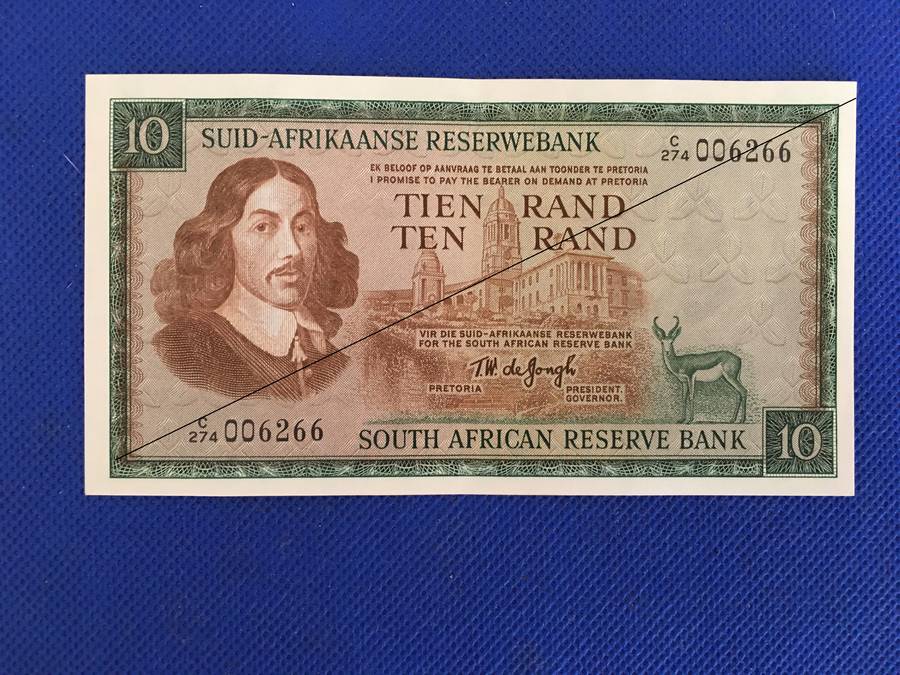 10
SUID-AFRIKAANSE RESERWEBANK
C/274 006266
EK BELOOF OP AANVRAAG TE BETAAL AAN TOONDER TE PRETORIA
I PROMISE TO PAY THE BEARER ON DEMAND AT PRETORIA
TIEN RAND
TEN RAND
VIR DIE SUID-AFRIKAANSE RESERWEBANK
FOR THE SOUTH AFRICAN RESERVE BANK
T.W. de Jongh
PRETORIA
PRESIDENT.
GOVERNOR.
C/274 006266
SOUTH AFRICAN RESERVE BANK
10